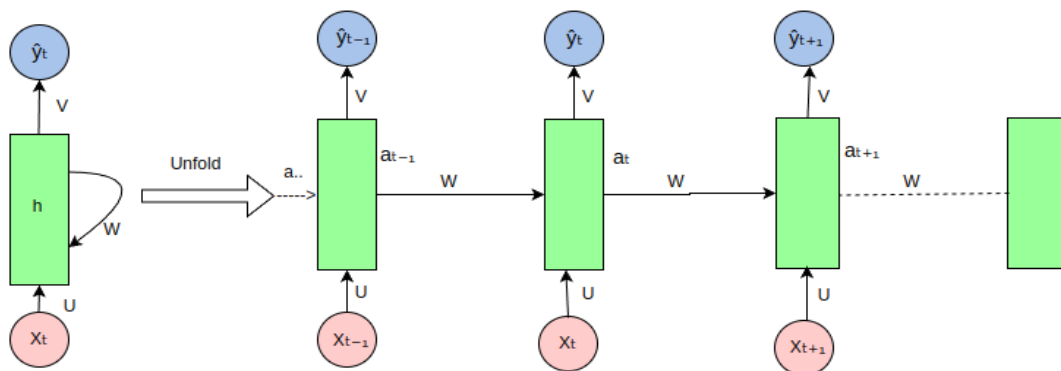 ŷt
V
h
W
U
Xt
Unfold
a..
ŷt−1
V
at−1
W
U
Xt−1
ŷt
V
at
W
U
Xt
ŷt+1
V
at+1
W
U
Xt+1